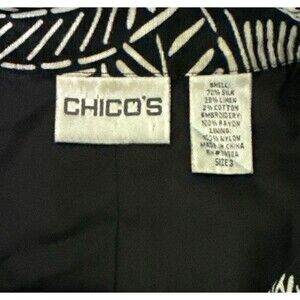 CHICO'S
SHELL:
70% SILK
28% LINEN
2% COTTON
EMBROIDERY:
100% RAYON
LINING:
100% NYLON
MADE IN CHINA
SIZE 3